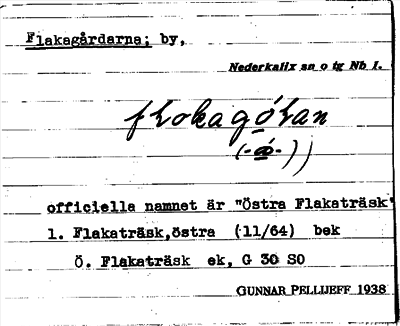 Flakagårdarna; by,
Nederkalix sn o tg Nb l.
officiella namnet är "Östra Flakaträsk"
1. Flakaträsk,östra (11/64) bek
Ö. Flakaträsk ek, G 30 SO
GUNNAR PELLIJEFF 1938